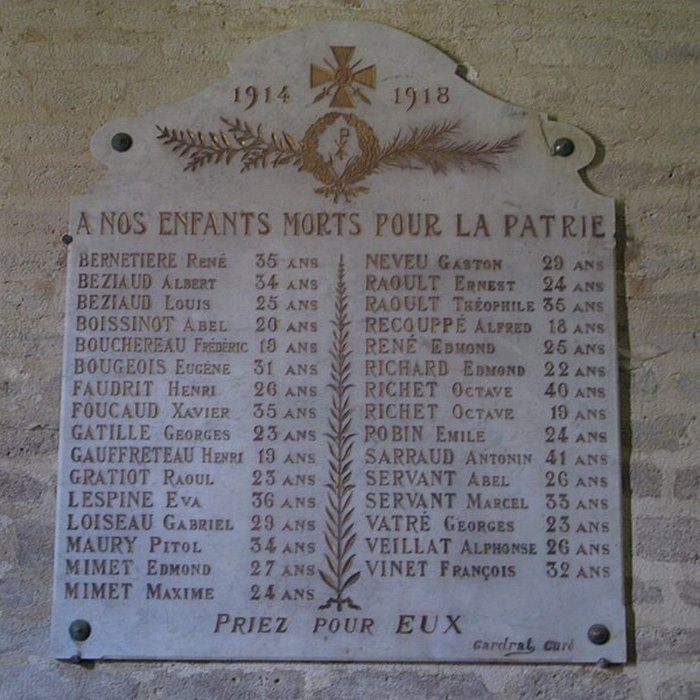 1914 1918
A NOS ENFANTS MORTS POUR LA PATRIE
BERNETIERE RENÉ 35 ANS
BEZIAUD ALBERT 34 ANS
BEZIAUD LOUIS 25 ANS
BOISSINOT ABEL 20 ANS
BOUCHEREAU FRÉDÉRIC 19 ANS
BOUGEOIS EUGÈNE 31 ANS
FAUDRIT HENRI 26 ANS
FOUCAUD XAVIER 35 ANS
GATILLE GEORGES 23 ANS
GAUFFRETEAU HENRI 19 ANS
GRATIOT RAOUL 23 ANS
LESPINE EVA 36 ANS
LOISEAU GABRIEL 29 ANS
MAURY PITOL 34 ANS
MIMET EDMOND 27 ANS
MIMET MAXIME 24 ANS
NEVEU GASTON 29 ANS
RAOULT ERNEST 24 ANS
RAOULT THÉOPHILE 35 ANS
RECOUPPÉ ALFRED 18 ANS
RENÉ EDMOND 25 ANS
RICHARD EDMOND 22 ANS
RICHET OCTAVE 40 ANS
RICHET OCTAVE 19 ANS
ROBIN EMILE 24 ANS
SARRAUD ANTONIN 41 ANS
SERVANT ABEL 26 ANS
SERVANT MARCEL 33 ANS
VATRÉ GEORGES 23 ANS
VEILLAT ALPHONSE 26 ANS
VINET FRANÇOIS 32 ANS
PRIEZ POUR EUX
Gardrat Curé